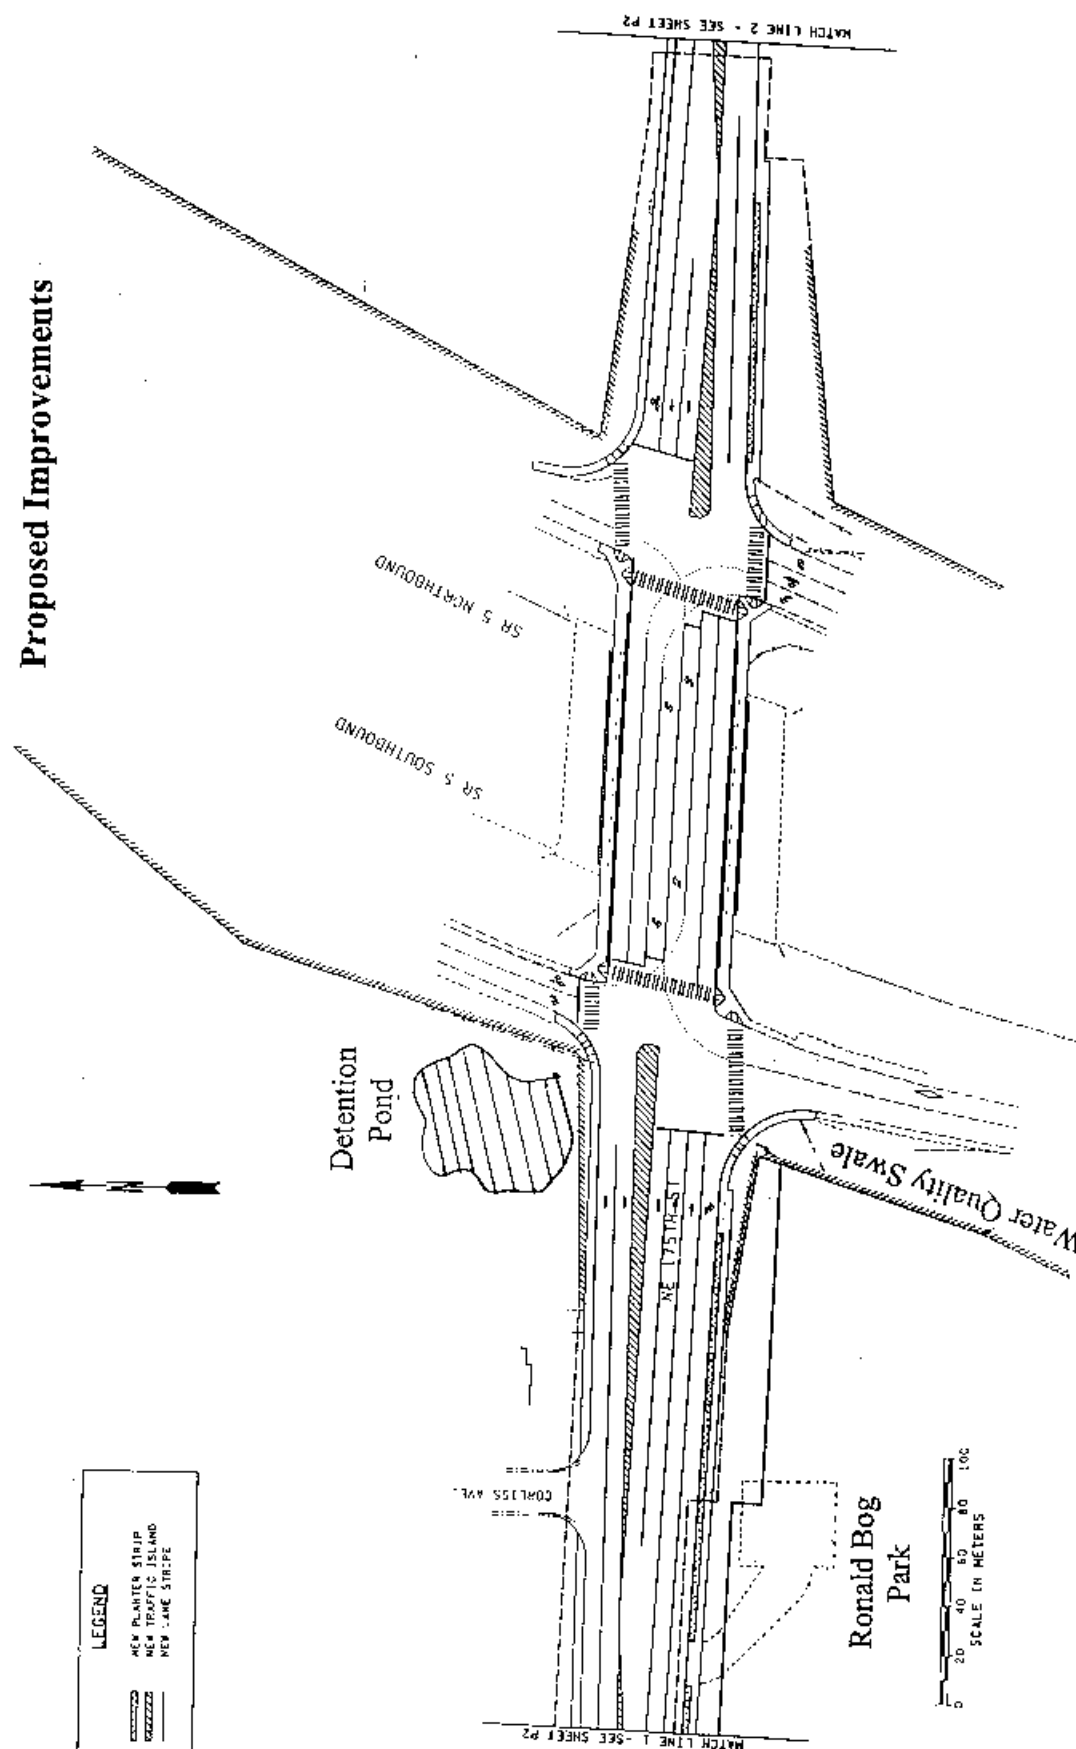 Proposed Improvements
MATCH LINE 2 - SEE SHEET P2
SR 5 NORTHBOUND
SR 5 SOUTHBOUND
Detention
Pond
NE 175TH ST
Water Quality
Swale
CORLISS AVE.
LEGEND
NEW PLANTER STRIP
NEW TRAFFIC ISLAND
NEW LANE STRIPE
Ronald Bog
Park
0 20 40 60 80 100
SCALE IN METERS
MATCH LINE 1 - SEE SHEET P2